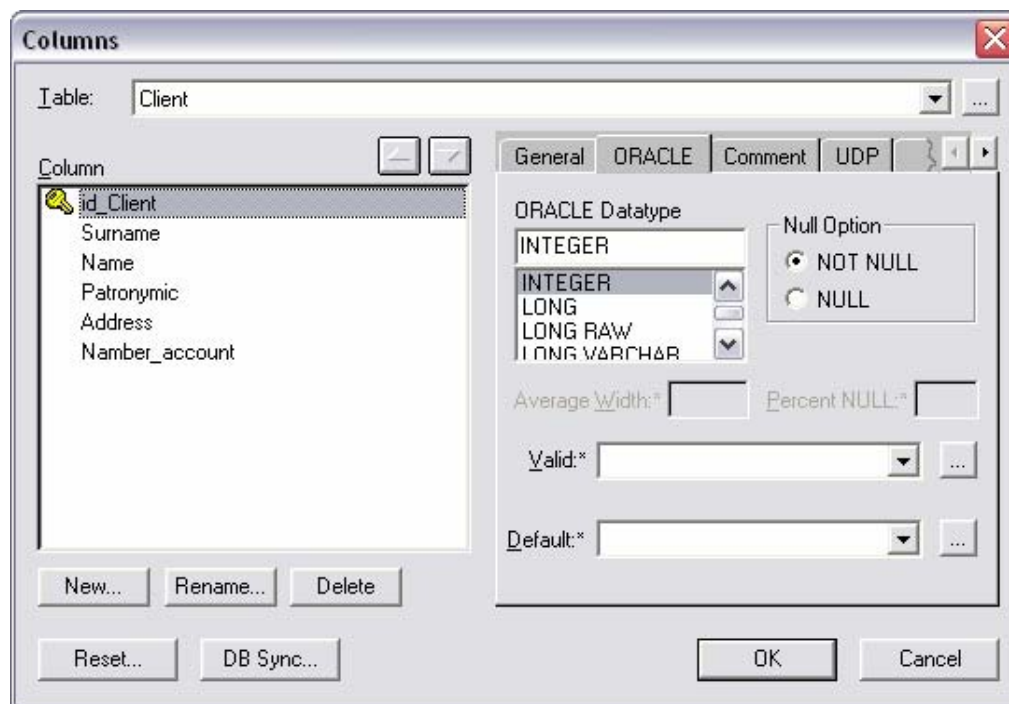 Columns
Table: Client ...
Column
id_Client
Surname
Name
Patronymic
Address
Namber_account
New... Rename... Delete
Reset... DB Sync...
General ORACLE Comment UDP
ORACLE Datatype
INTEGER
INTEGER
LONG
LONG RAW
LONG VARCHAR
Null Option
NOT NULL
NULL
Average Width:* Percent NULL:*
Valid:* ...
Default:* ...
OK Cancel